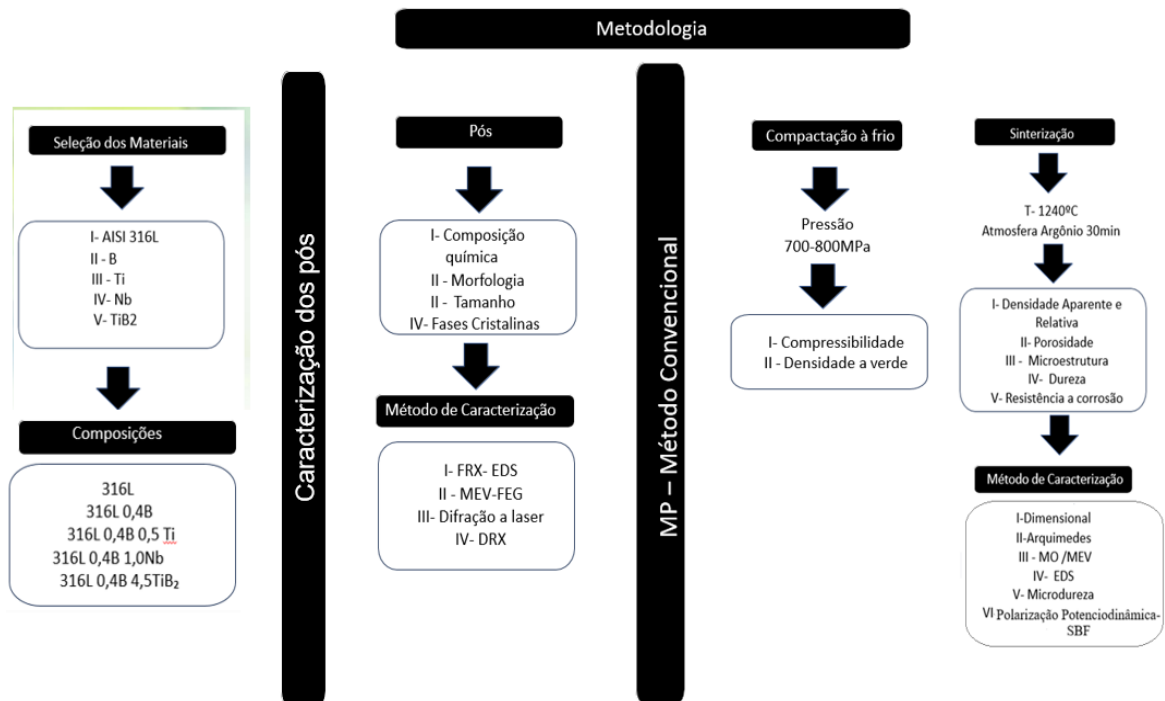 Metodologia
Seleção dos Materiais
I- AISI 316L
II - B
III - Ti
IV- Nb
V- TiB2
Composições
316L
316L 0,4B
316L 0,4B 0,5 Ti
316L 0,4B 1,0Nb
316L 0,4B 4,5TiB₂
Caracterização dos pós
Pós
I- Composição
química
II - Morfologia
II - Tamanho
IV- Fases Cristalinas
Método de Caracterização
I- FRX- EDS
II - MEV-FEG
III- Difração a laser
IV- DRX
MP – Método Convencional
Compactação à frio
Pressão
700-800MPa
I- Compressibilidade
II - Densidade a verde
Sinterização
T- 1240ºC
Atmosfera Argônio 30min
I- Densidade Aparente e
Relativa
II- Porosidade
III - Microestrutura
IV- Dureza
V- Resistência a corrosão
Método de Caracterização
I-Dimensional
II-Arquimedes
III - MO /MEV
IV- EDS
V- Microdureza
VI Polarização Potenciodinâmica-
SBF